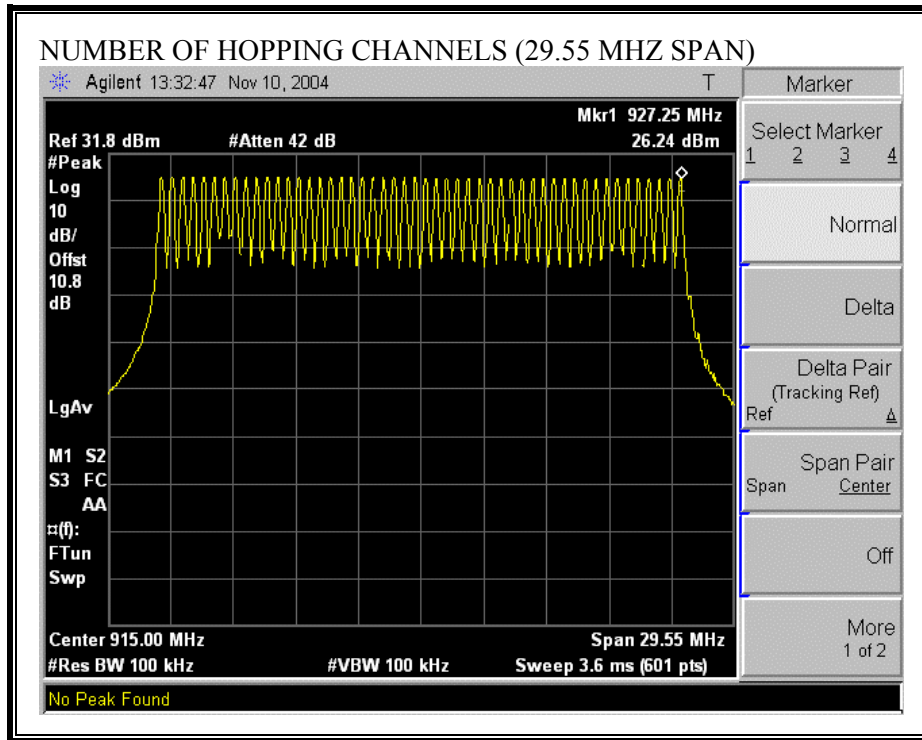 NUMBER OF HOPPING CHANNELS (29.55 MHZ SPAN)
Agilent 13:32:47 Nov 10, 2004 T
Mkr1 927.25 MHz
Ref 31.8 dBm #Atten 42 dB 26.24 dBm
#Peak
Log
10
dB/
Offst
10.8
dB
LgAv
M1 S2
S3 FC
AA
¤(f):
FTun
Swp
Center 915.00 MHz Span 29.55 MHz
#Res BW 100 kHz #VBW 100 kHz Sweep 3.6 ms (601 pts)
No Peak Found
Marker
Select Marker
1 2 3 4
Normal
Delta
Delta Pair
(Tracking Ref)
Ref Δ
Span Pair
Span Center
Off
More
1 of 2